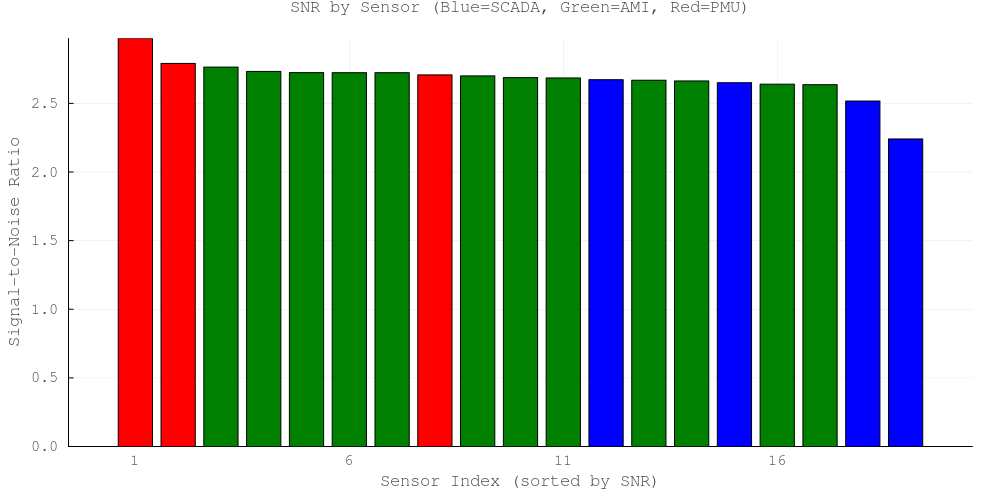 SNR by Sensor (Blue=SCADA, Green=AMI, Red=PMU)
Signal-to-Noise Ratio
2.5
2.0
1.5
1.0
0.5
0.0
1 6 11 16
Sensor Index (sorted by SNR)